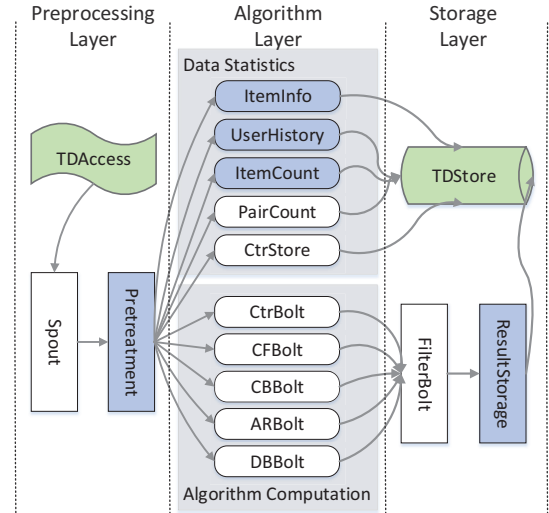 Preprocessing
Layer
Algorithm
Layer
Storage
Layer
Data Statistics
ItemInfo
UserHistory
ItemCount
PairCount
CtrStore
TDAccess
TDStore
Spout
Pretreatment
CtrBolt
CFBolt
CBBolt
ARBolt
DBBolt
Algorithm Computation
FilterBolt
ResultStorage